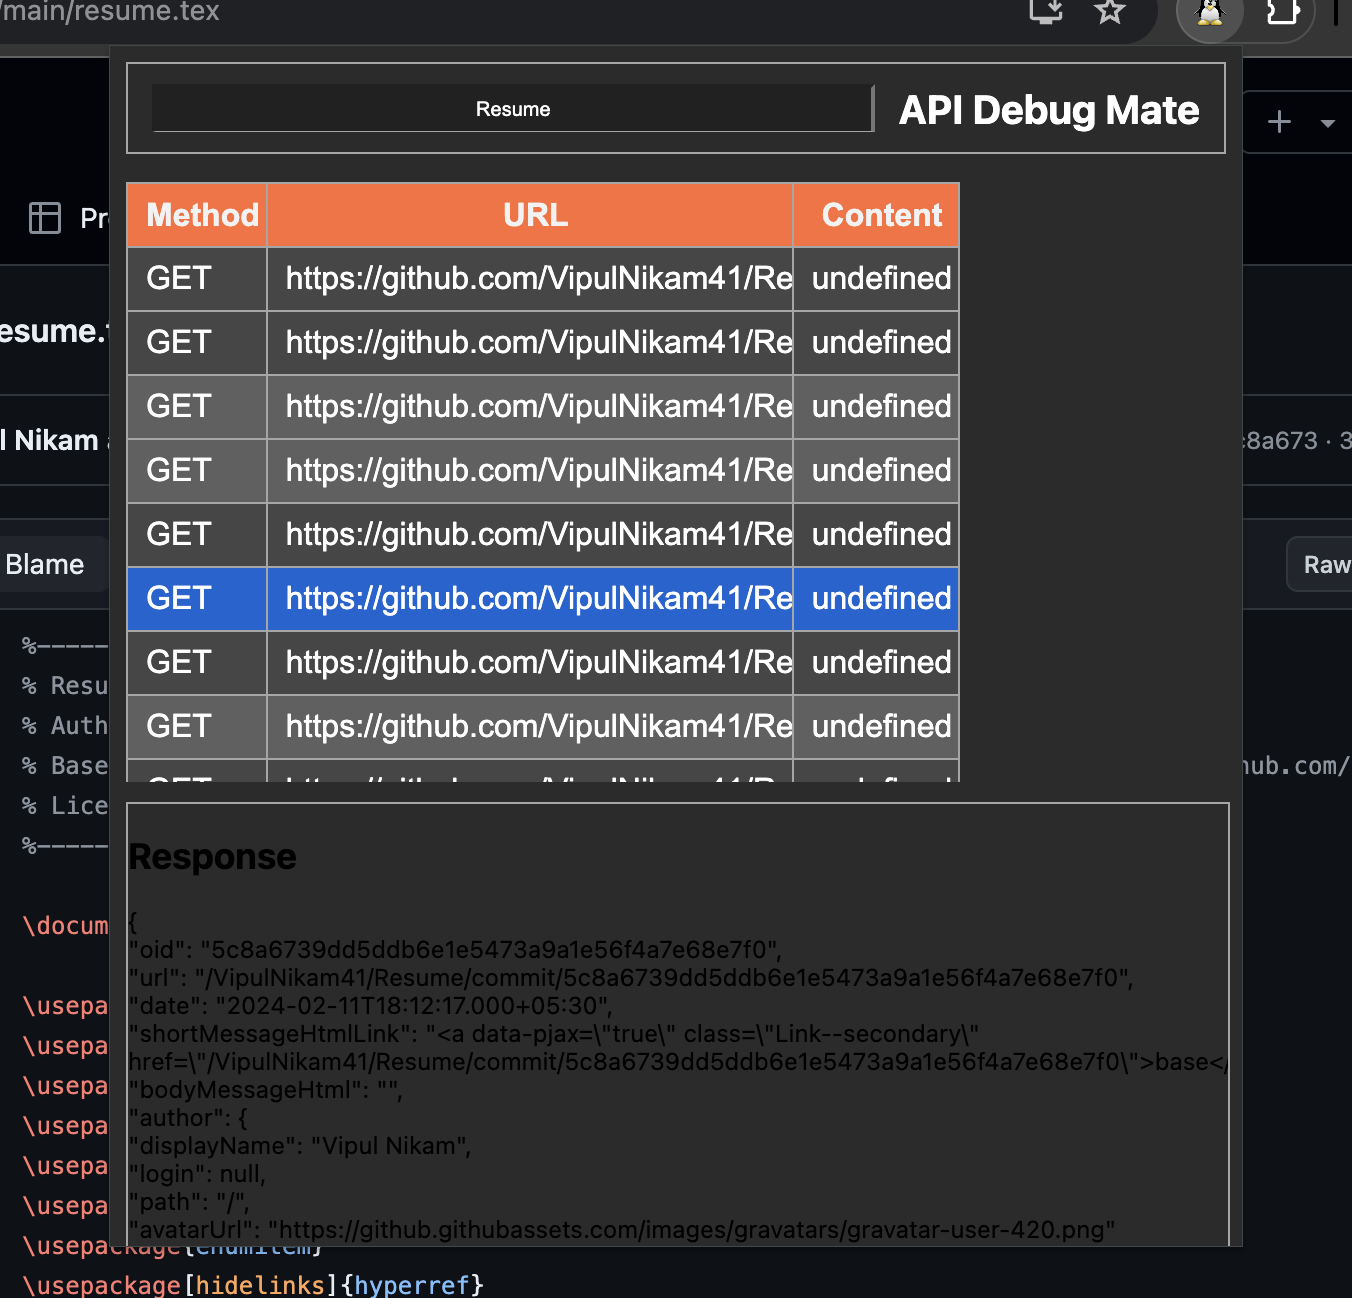 /main/resume.tex
Resume
API Debug Mate
Method URL Content
GET https://github.com/VipulNikam41/Re undefined
GET https://github.com/VipulNikam41/Re undefined
GET https://github.com/VipulNikam41/Re undefined
GET https://github.com/VipulNikam41/Re undefined
GET https://github.com/VipulNikam41/Re undefined
GET https://github.com/VipulNikam41/Re undefined
GET https://github.com/VipulNikam41/Re undefined
GET https://github.com/VipulNikam41/Re undefined
Response
{
"oid": "5c8a6739dd5ddb6e1e5473a9a1e56f4a7e68e7f0",
"url": "/VipulNikam41/Resume/commit/5c8a6739dd5ddb6e1e5473a9a1e56f4a7e68e7f0",
"date": "2024-02-11T18:12:17.000+05:30",
"shortMessageHtmlLink": "<a data-pjax=\"true\" class=\"Link--secondary\"
href=\"/VipulNikam41/Resume/commit/5c8a6739dd5ddb6e1e5473a9a1e56f4a7e68e7f0\">base</
"bodyMessageHtml": "",
"author": {
"displayName": "Vipul Nikam",
"login": null,
"path": "/",
"avatarUrl": "https://github.githubassets.com/images/gravatars/gravatar-user-420.png"
Pr
esume.
l Nikam
8a673 · 3
Blame
Raw
%------
% Resu
% Auth
% Base
hub.com/
% Lice
%------
\docum
\usepa
\usepa
\usepa
\usepa
\usepa
\usepa
\usepackage{enumitem}
\usepackage[hidelinks]{hyperref}